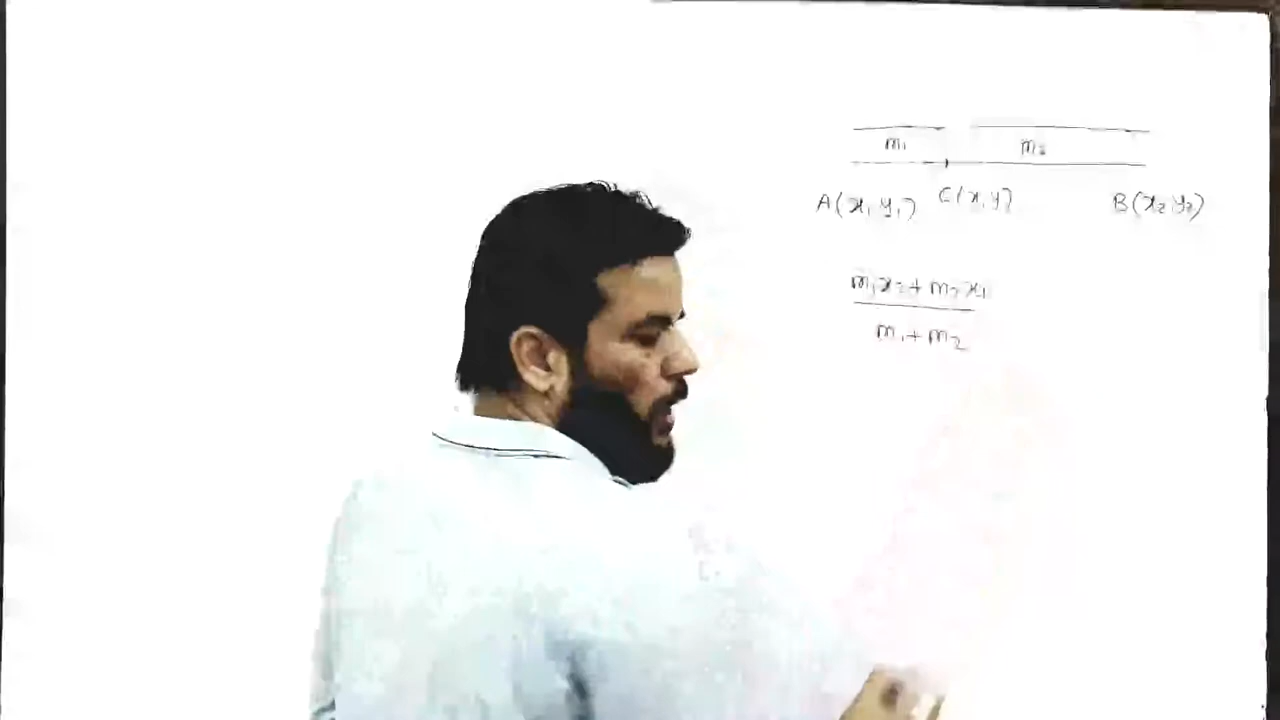 m₁ m₂
A(x₁ y₁) C(x,y) B(x₂ y₂)
m₁x₂ + m₂x₁
m₁ + m₂